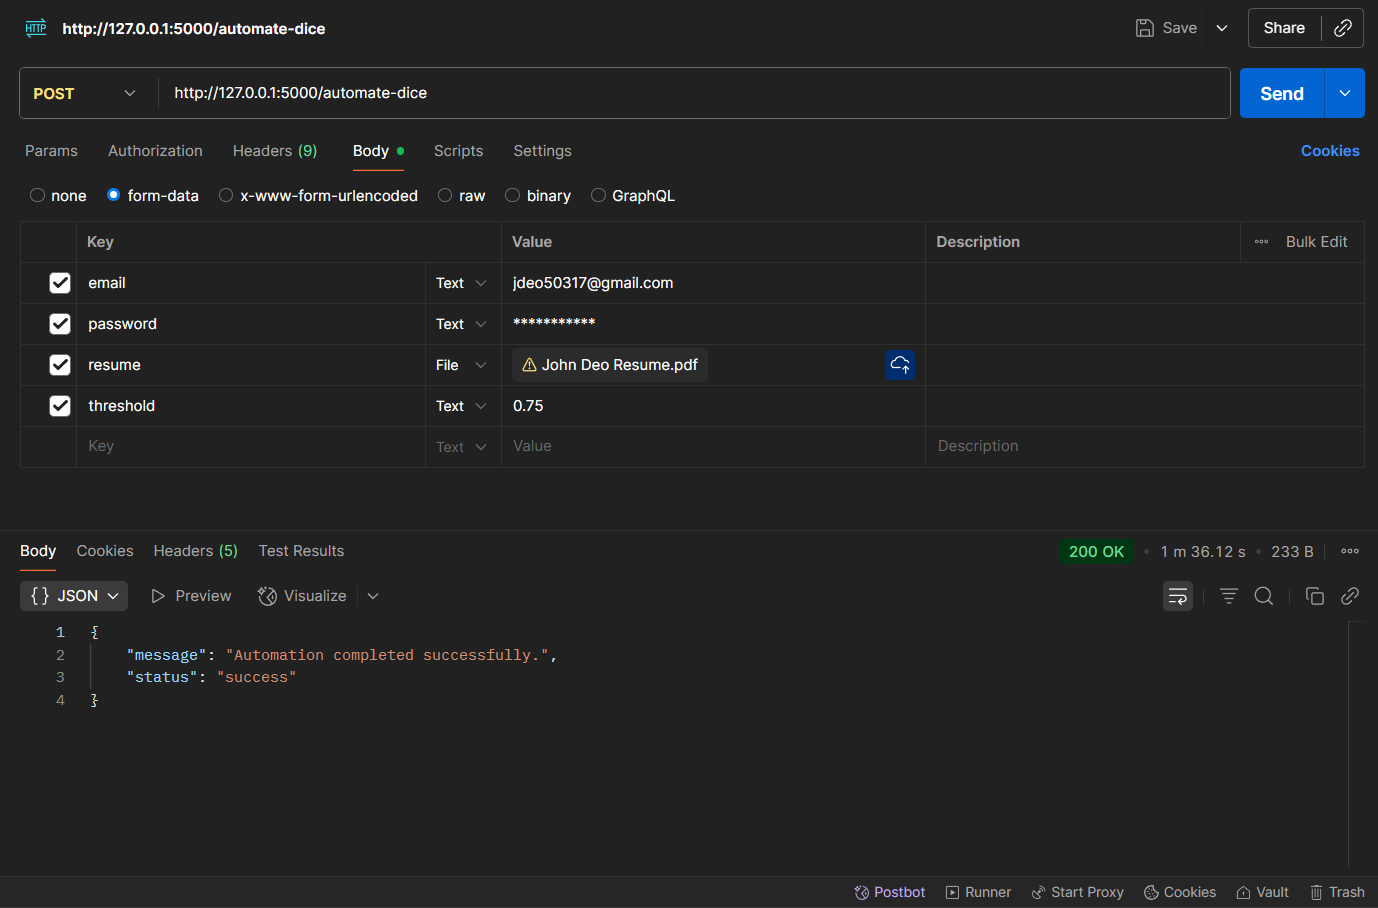 HTTP http://127.0.0.1:5000/automate-dice Save Share
POST http://127.0.0.1:5000/automate-dice Send
Params Authorization Headers (9) Body Scripts Settings Cookies
none form-data x-www-form-urlencoded raw binary GraphQL
Key Value Description Bulk Edit
email Text jdeo50317@gmail.com
password Text ***********
resume File John Deo Resume.pdf
threshold Text 0.75
Key Text Value Description
Body Cookies Headers (5) Test Results 200 OK • 1 m 36.12 s • 233 B
{} JSON Preview Visualize
1 {
2 "message": "Automation completed successfully.",
3 "status": "success"
4 }
Postbot Runner Start Proxy Cookies Vault Trash